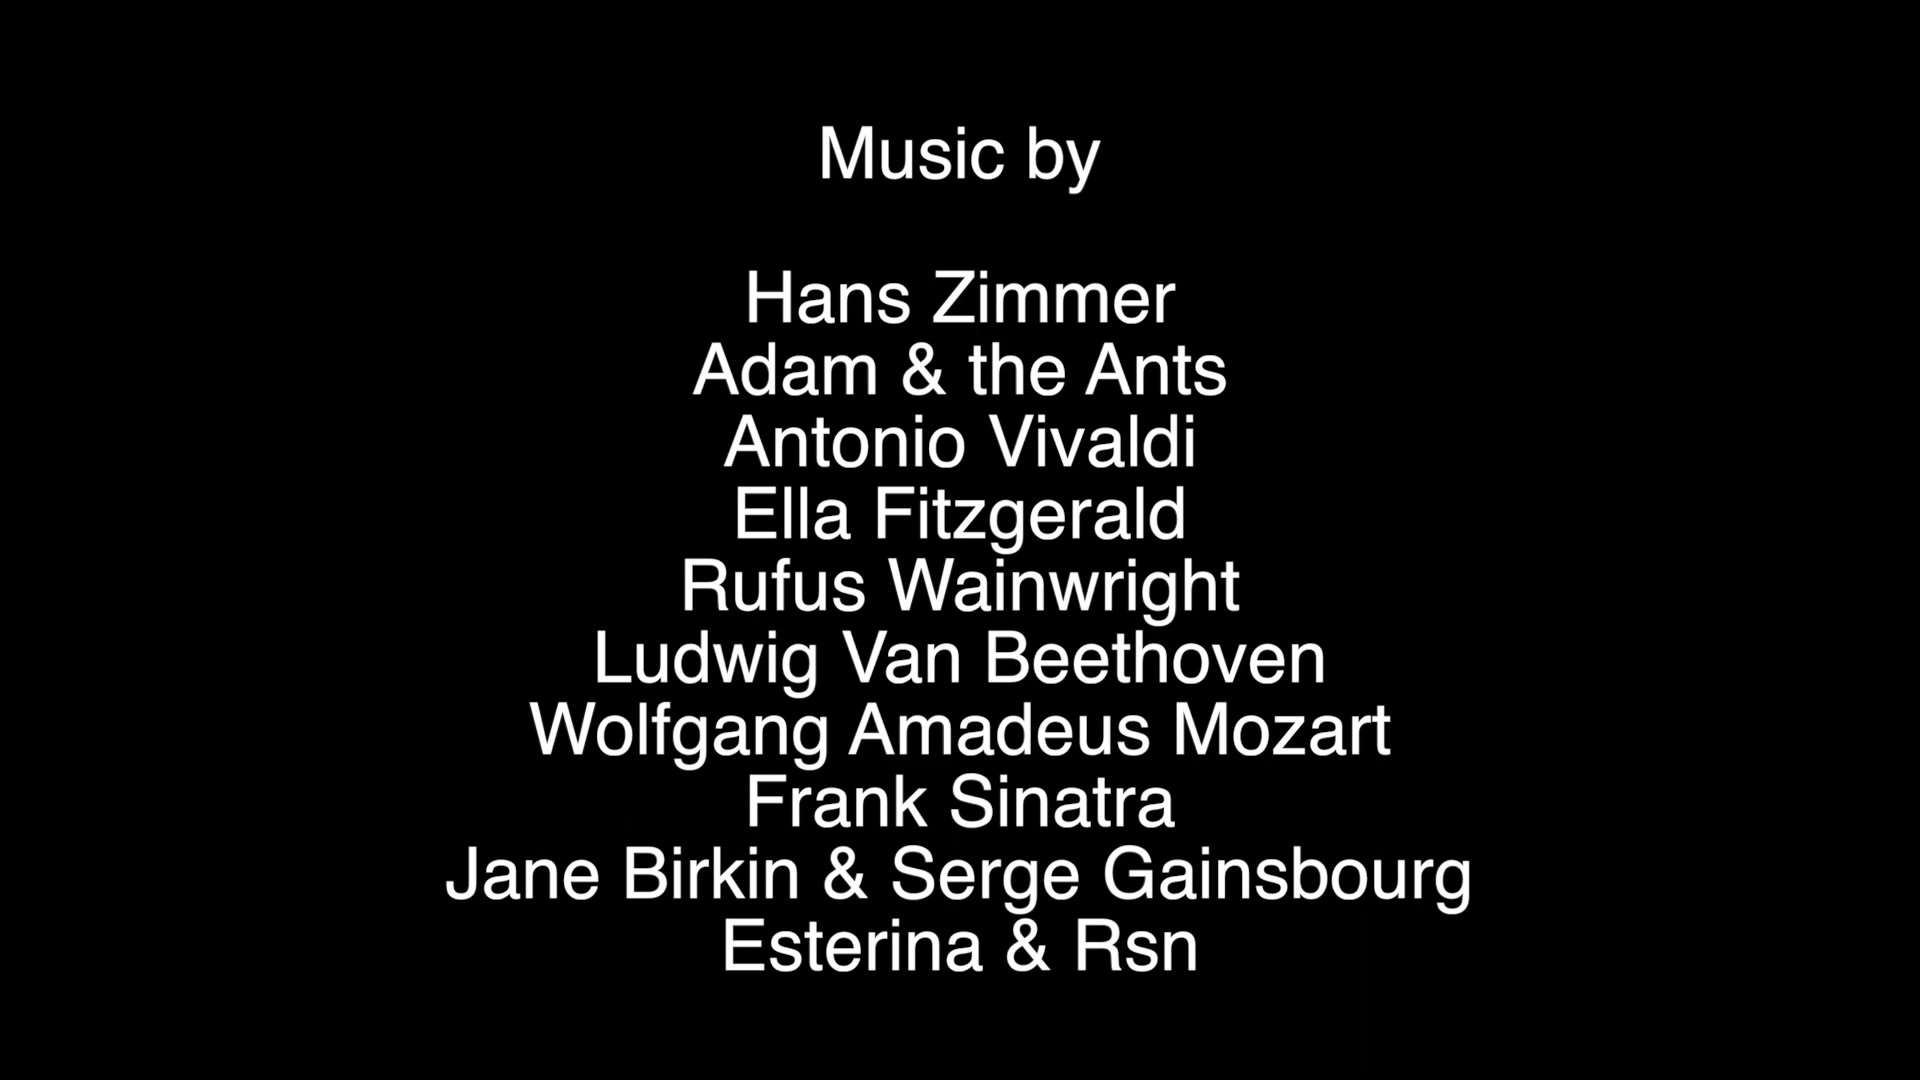 Music by
Hans Zimmer
Adam & the Ants
Antonio Vivaldi
Ella Fitzgerald
Rufus Wainwright
Ludwig Van Beethoven
Wolfgang Amadeus Mozart
Frank Sinatra
Jane Birkin & Serge Gainsbourg
Esterina & Rsn